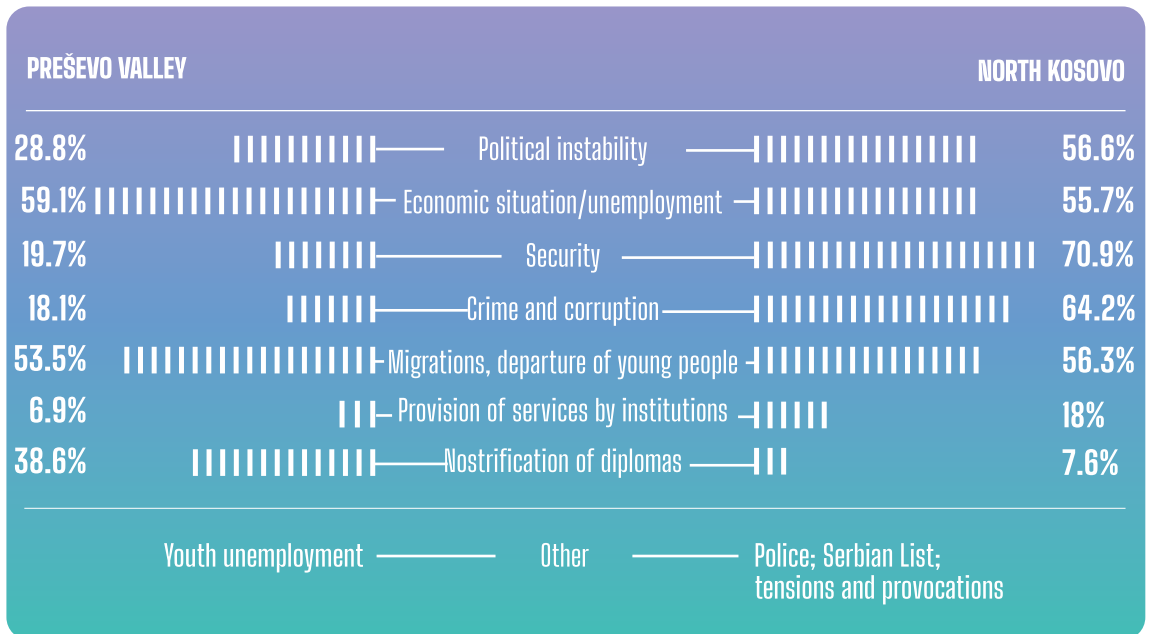 PREŠEVO VALLEY NORTH KOSOVO
28.8% Political instability 56.6%
59.1% Economic situation/unemployment 55.7%
19.7% Security 70.9%
18.1% Crime and corruption 64.2%
53.5% Migrations, departure of young people 56.3%
6.9% Provision of services by institutions 18%
38.6% Nostrification of diplomas 7.6%
Youth unemployment Other Police; Serbian List;
tensions and provocations